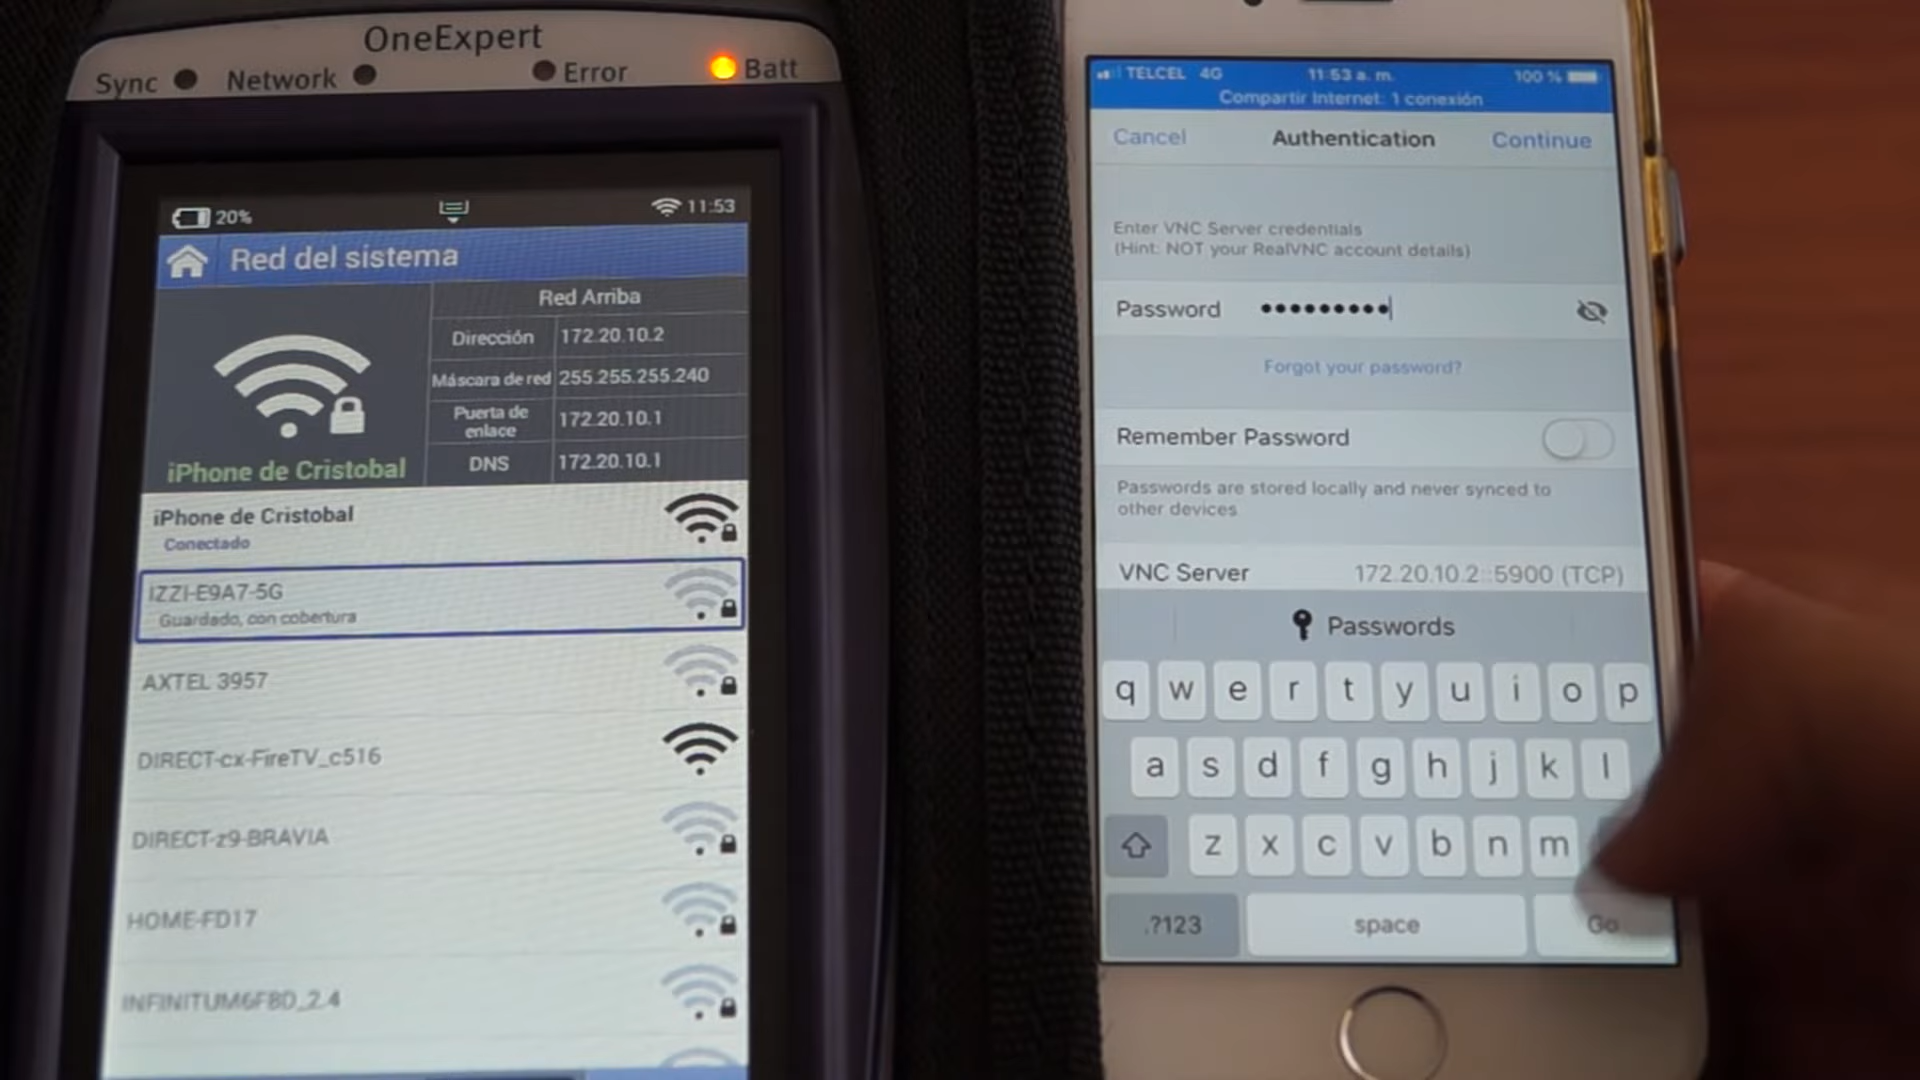 OneExpert
Sync Network Error Batt
20% 11:53
Red del sistema
Red Arriba
Dirección 172.20.10.2
Máscara de red 255.255.255.240
Puerta de enlace 172.20.10.1
DNS 172.20.10.1
iPhone de Cristobal
iPhone de Cristobal
Conectado
IZZI-E9A7-5G
Guardado, con cobertura
AXTEL 3957
DIRECT-cx-FireTV_c516
DIRECT-z9-BRAVIA
HOME-FD17
INFINITUM6F8D_2.4
TELCEL 4G 11:53 a. m. 100 %
Compartir Internet: 1 conexión
Cancel Authentication Continue
Enter VNC Server credentials
(Hint: NOT your RealVNC account details)
Password •••••••••
Forgot your password?
Remember Password
Passwords are stored locally and never synced to
other devices
VNC Server 172.20.10.2::5900 (TCP)
Passwords
q w e r t y u i o p
a s d f g h j k l
z x c v b n m
.?123 space Go